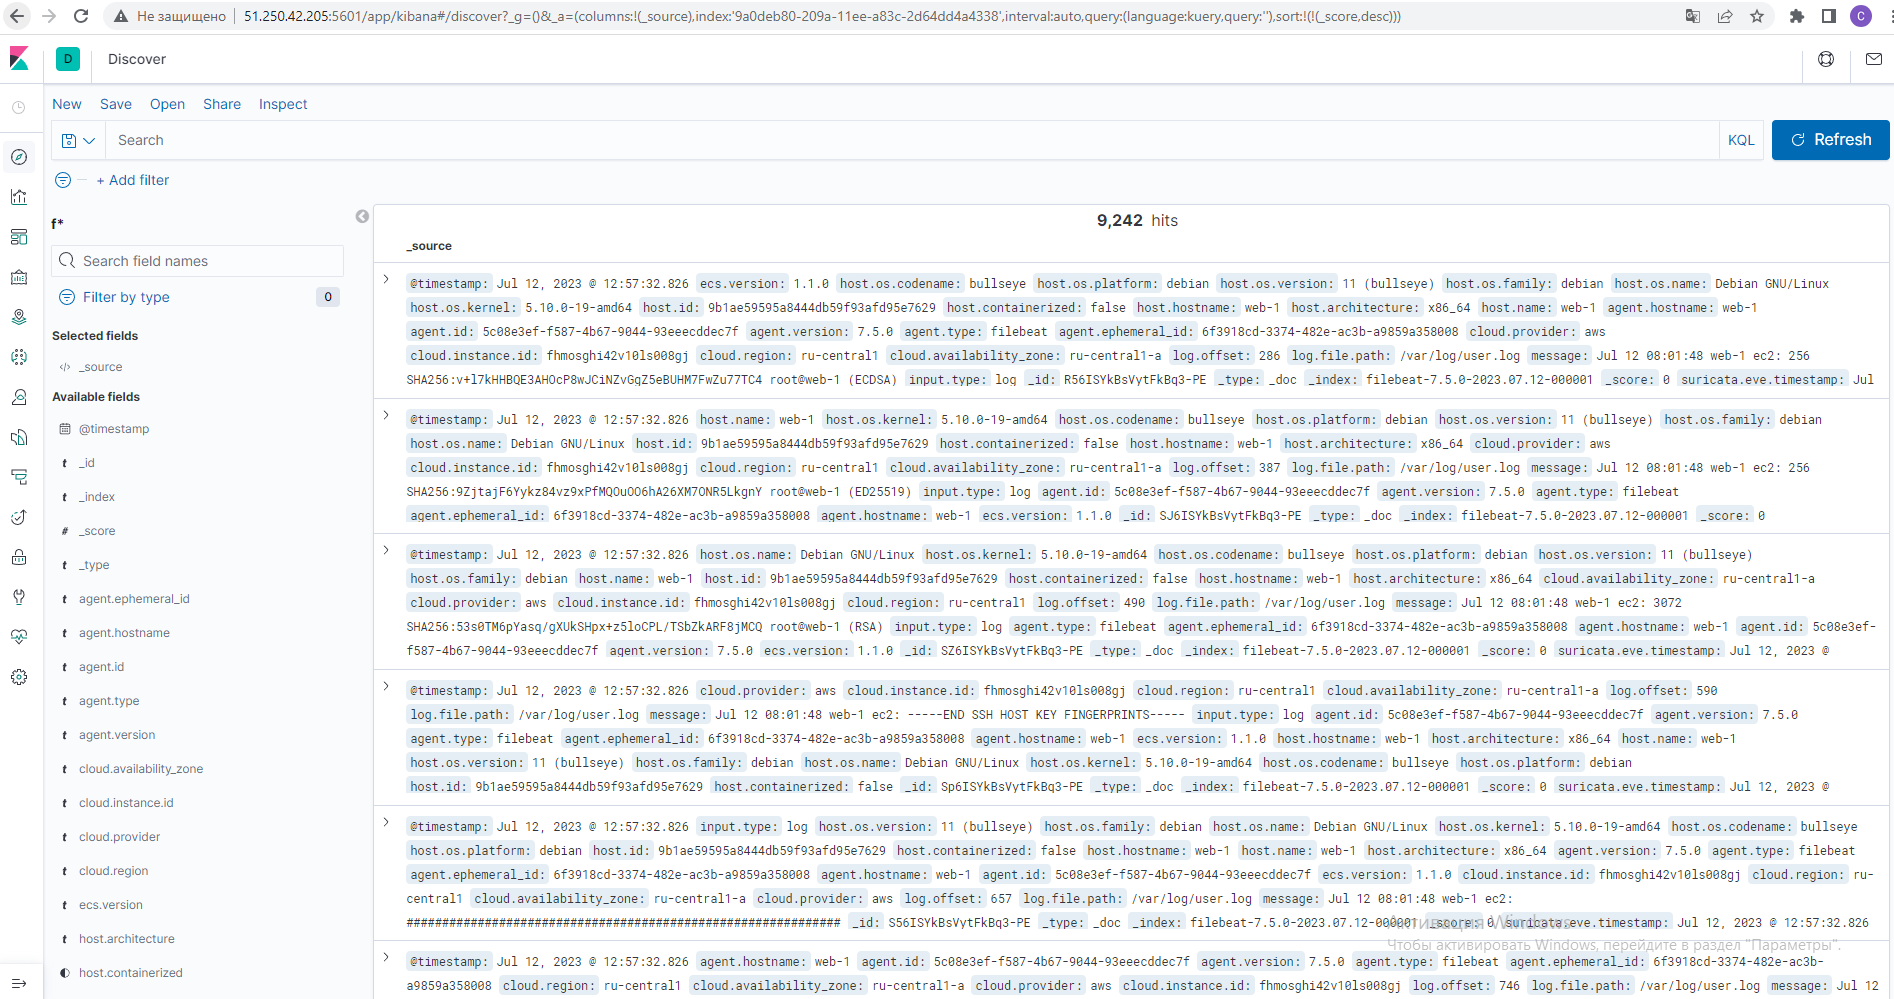 Не защищено 51.250.42.205:5601/app/kibana#/discover?_g=()&_a=(columns:!(_source),index:'9a0deb80-209a-11ee-a83c-2d64dd4a4338',interval:auto,query:(language:kuery,query:''),sort:!(!(_score,desc)))
C
D Discover
New Save Open Share Inspect
Search KQL Refresh
+ Add filter
f*
Search field names
Filter by type 0
Selected fields
_source
Available fields
@timestamp
_id
_index
_score
_type
agent.ephemeral_id
agent.hostname
agent.id
agent.type
agent.version
cloud.availability_zone
cloud.instance.id
cloud.provider
cloud.region
ecs.version
host.architecture
host.containerized
9,242 hits
_source
@timestamp: Jul 12, 2023 @ 12:57:32.826 ecs.version: 1.1.0 host.os.codename: bullseye host.os.platform: debian host.os.version: 11 (bullseye) host.os.family: debian host.os.name: Debian GNU/Linux
host.os.kernel: 5.10.0-19-amd64 host.id: 9b1ae59595a8444db59f93afd95e7629 host.containerized: false host.hostname: web-1 host.architecture: x86_64 host.name: web-1 agent.hostname: web-1
agent.id: 5c08e3ef-f587-4b67-9044-93eeecddec7f agent.version: 7.5.0 agent.type: filebeat agent.ephemeral_id: 6f3918cd-3374-482e-ac3b-a9859a358008 cloud.provider: aws
cloud.instance.id: fhmosghi42v10ls008gj cloud.region: ru-central1 cloud.availability_zone: ru-central1-a log.offset: 286 log.file.path: /var/log/user.log message: Jul 12 08:01:48 web-1 ec2: 256
SHA256:v+l7kHHBQE3AHOcP8wJCiNZvGgZ5eBUHM7FwZu77TC4 root@web-1 (ECDSA) input.type: log _id: R56ISYkBsVytFkBq3-PE _type: _doc _index: filebeat-7.5.0-2023.07.12-000001 _score: 0 suricata.eve.timestamp: Jul
@timestamp: Jul 12, 2023 @ 12:57:32.826 host.name: web-1 host.os.kernel: 5.10.0-19-amd64 host.os.codename: bullseye host.os.platform: debian host.os.version: 11 (bullseye) host.os.family: debian
host.os.name: Debian GNU/Linux host.id: 9b1ae59595a8444db59f93afd95e7629 host.containerized: false host.hostname: web-1 host.architecture: x86_64 cloud.provider: aws
cloud.instance.id: fhmosghi42v10ls008gj cloud.region: ru-central1 cloud.availability_zone: ru-central1-a log.offset: 387 log.file.path: /var/log/user.log message: Jul 12 08:01:48 web-1 ec2: 256
SHA256:9ZjtajF6Yykz84vz9xPfMQOuOO6hA26XM7ONR5LkgnY root@web-1 (ED25519) input.type: log agent.id: 5c08e3ef-f587-4b67-9044-93eeecddec7f agent.version: 7.5.0 agent.type: filebeat
agent.ephemeral_id: 6f3918cd-3374-482e-ac3b-a9859a358008 agent.hostname: web-1 ecs.version: 1.1.0 _id: SJ6ISYkBsVytFkBq3-PE _type: _doc _index: filebeat-7.5.0-2023.07.12-000001 _score: 0
@timestamp: Jul 12, 2023 @ 12:57:32.826 host.os.name: Debian GNU/Linux host.os.kernel: 5.10.0-19-amd64 host.os.codename: bullseye host.os.platform: debian host.os.version: 11 (bullseye)
host.os.family: debian host.name: web-1 host.id: 9b1ae59595a8444db59f93afd95e7629 host.containerized: false host.hostname: web-1 host.architecture: x86_64 cloud.availability_zone: ru-central1-a
cloud.provider: aws cloud.instance.id: fhmosghi42v10ls008gj cloud.region: ru-central1 log.offset: 490 log.file.path: /var/log/user.log message: Jul 12 08:01:48 web-1 ec2: 3072
SHA256:53s0TM6pYasq/gXUkSHpx+z5loCPL/TSbZkARF8jMCQ root@web-1 (RSA) input.type: log agent.type: filebeat agent.ephemeral_id: 6f3918cd-3374-482e-ac3b-a9859a358008 agent.hostname: web-1 agent.id: 5c08e3ef-
f587-4b67-9044-93eeecddec7f agent.version: 7.5.0 ecs.version: 1.1.0 _id: SZ6ISYkBsVytFkBq3-PE _type: _doc _index: filebeat-7.5.0-2023.07.12-000001 _score: 0 suricata.eve.timestamp: Jul 12, 2023 @
@timestamp: Jul 12, 2023 @ 12:57:32.826 cloud.provider: aws cloud.instance.id: fhmosghi42v10ls008gj cloud.region: ru-central1 cloud.availability_zone: ru-central1-a log.offset: 590
log.file.path: /var/log/user.log message: Jul 12 08:01:48 web-1 ec2: -----END SSH HOST KEY FINGERPRINTS----- input.type: log agent.id: 5c08e3ef-f587-4b67-9044-93eeecddec7f agent.version: 7.5.0
agent.type: filebeat agent.ephemeral_id: 6f3918cd-3374-482e-ac3b-a9859a358008 agent.hostname: web-1 ecs.version: 1.1.0 host.hostname: web-1 host.architecture: x86_64 host.name: web-1
host.os.version: 11 (bullseye) host.os.family: debian host.os.name: Debian GNU/Linux host.os.kernel: 5.10.0-19-amd64 host.os.codename: bullseye host.os.platform: debian
host.id: 9b1ae59595a8444db59f93afd95e7629 host.containerized: false _id: Sp6ISYkBsVytFkBq3-PE _type: _doc _index: filebeat-7.5.0-2023.07.12-000001 _score: 0 suricata.eve.timestamp: Jul 12, 2023 @
@timestamp: Jul 12, 2023 @ 12:57:32.826 input.type: log host.os.version: 11 (bullseye) host.os.family: debian host.os.name: Debian GNU/Linux host.os.kernel: 5.10.0-19-amd64 host.os.codename: bullseye
host.os.platform: debian host.id: 9b1ae59595a8444db59f93afd95e7629 host.containerized: false host.hostname: web-1 host.name: web-1 host.architecture: x86_64 agent.version: 7.5.0 agent.type: filebeat
agent.ephemeral_id: 6f3918cd-3374-482e-ac3b-a9859a358008 agent.hostname: web-1 agent.id: 5c08e3ef-f587-4b67-9044-93eeecddec7f ecs.version: 1.1.0 cloud.instance.id: fhmosghi42v10ls008gj cloud.region: ru-
central1 cloud.availability_zone: ru-central1-a cloud.provider: aws log.offset: 657 log.file.path: /var/log/user.log message: Jul 12 08:01:48 web-1 ec2:
############################################################# _id: S56ISYkBsVytFkBq3-PE _type: _doc _index: filebeat-7.5.0-2023.07.12-000001 _score: 0 suricata.eve.timestamp: Jul 12, 2023 @ 12:57:32.826
Активация Windows
Чтобы активировать Windows, перейдите в раздел "Параметры".
@timestamp: Jul 12, 2023 @ 12:57:32.826 agent.hostname: web-1 agent.id: 5c08e3ef-f587-4b67-9044-93eeecddec7f agent.version: 7.5.0 agent.type: filebeat agent.ephemeral_id: 6f3918cd-3374-482e-ac3b-
a9859a358008 cloud.region: ru-central1 cloud.availability_zone: ru-central1-a cloud.provider: aws cloud.instance.id: fhmosghi42v10ls008gj log.offset: 746 log.file.path: /var/log/user.log message: Jul 12